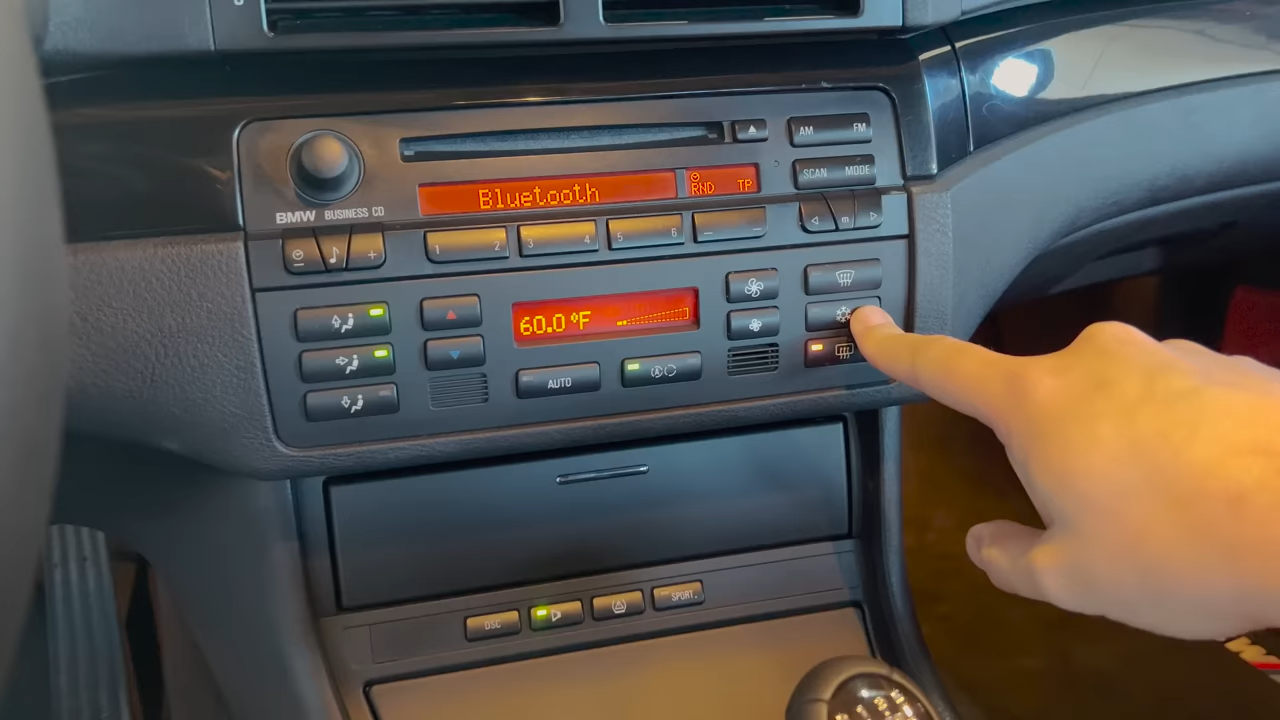 AM FM
SCAN MODE
Bluetooth
RND TP
BMW BUSINESS CD
m
+
1 2
3 4
5 6
60.0 °F
AUTO
A
DSC
SPORT.